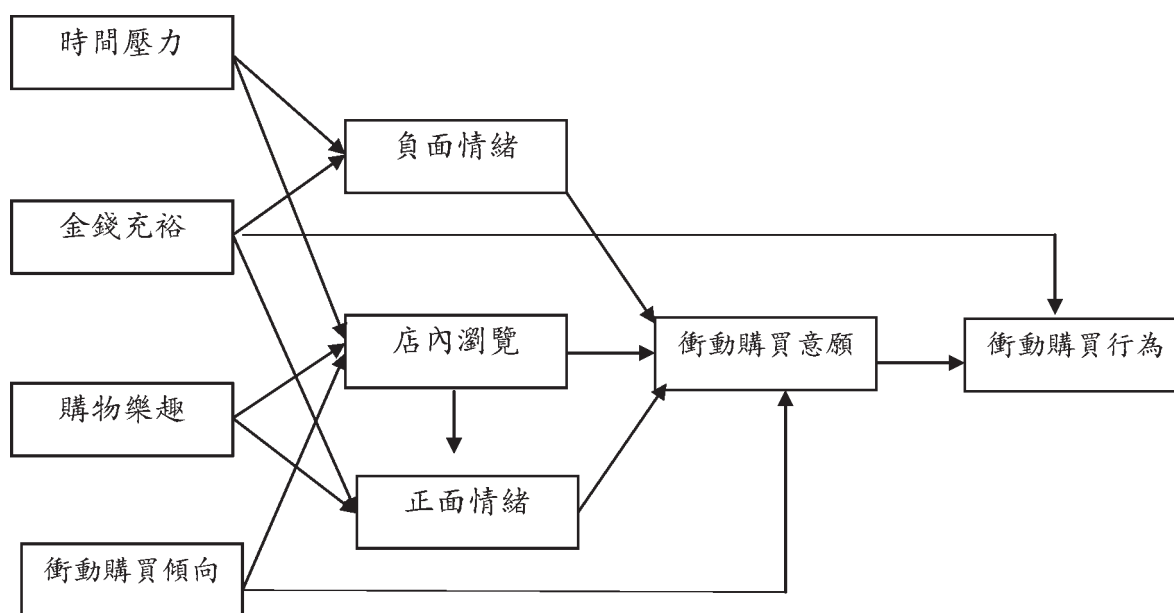 時間壓力
負面情緒
金錢充裕
店內瀏覽
衝動購買意願
衝動購買行為
購物樂趣
正面情緒
衝動購買傾向